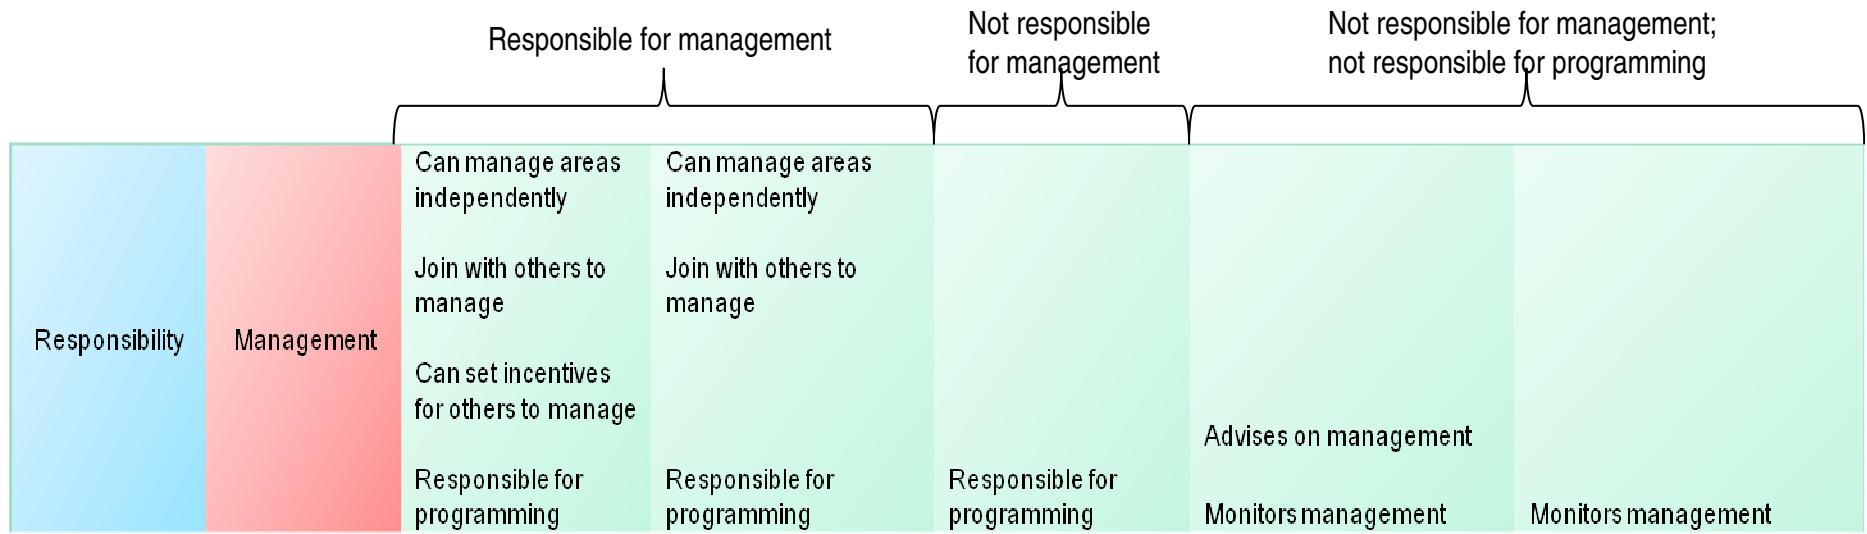 Responsible for management
Not responsible
for management
Not responsible for management;
not responsible for programming
Responsibility
Management
Can manage areas
independently
Join with others to
manage
Can set incentives
for others to manage
Responsible for
programming
Can manage areas
independently
Join with others to
manage
Responsible for
programming
Responsible for
programming
Advises on management
Monitors management
Monitors management